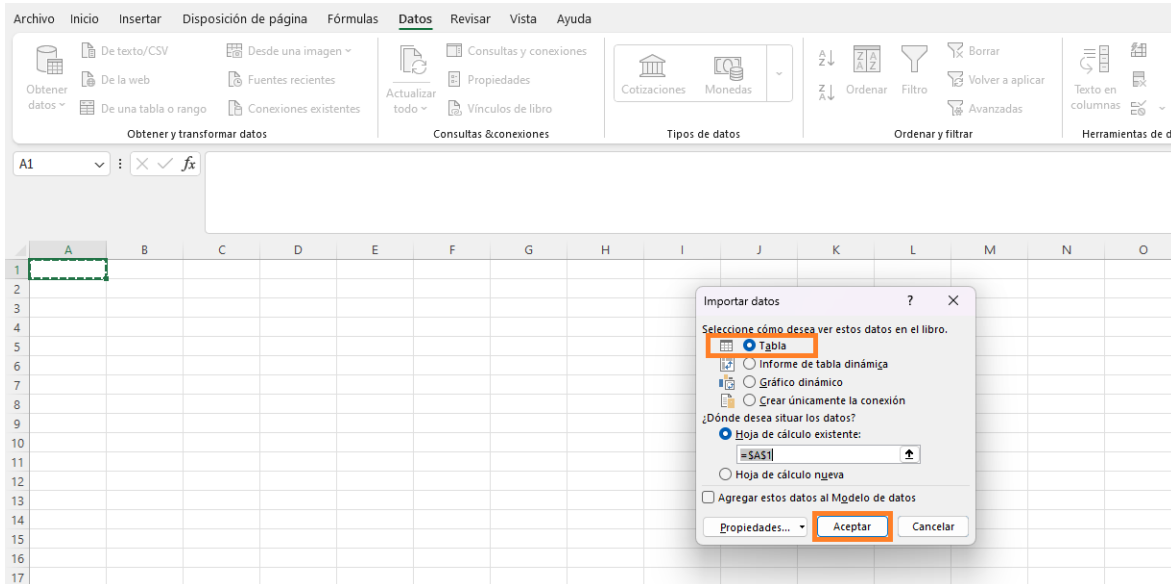 Archivo Inicio Insertar Disposición de página Fórmulas Datos Revisar Vista Ayuda
Obtener datos
De texto/CSV
De la web
De una tabla o rango
Desde una imagen
Fuentes recientes
Conexiones existentes
Obtener y transformar datos
Actualizar todo
Consultas y conexiones
Propiedades
Vínculos de libro
Consultas &conexiones
Cotizaciones Monedas
Tipos de datos
Ordenar
Filtro
Borrar
Volver a aplicar
Avanzadas
Ordenar y filtrar
Texto en columnas
Herramientas de d
A1
fx
A B C D E F G H I J K L M N O
1
2
3
4
5
6
7
8
9
10
11
12
13
14
15
16
17
Importar datos ?
Seleccione cómo desea ver estos datos en el libro.
Tabla
Informe de tabla dinámica
Gráfico dinámico
Crear únicamente la conexión
¿Dónde desea situar los datos?
Hoja de cálculo existente:
=$A$1
Hoja de cálculo nueva
Agregar estos datos al Modelo de datos
Propiedades... Aceptar Cancelar